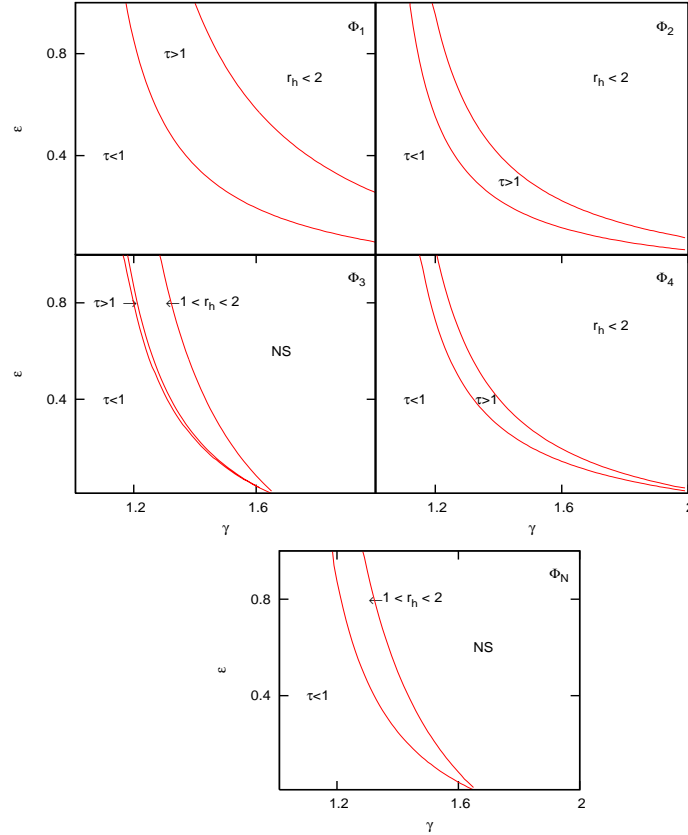 0.8
Φ1
τ>1
r_h < 2
ε
0.4
τ<1
Φ2
r_h < 2
τ<1
τ>1
0.8
Φ3
τ>1
1 < r_h < 2
NS
ε
0.4
τ<1
1.2
1.6
γ
Φ4
r_h < 2
τ<1
τ>1
1.2
1.6
2
γ
0.8
Φ_N
1 < r_h < 2
NS
ε
0.4
τ<1
1.2
1.6
2
γ